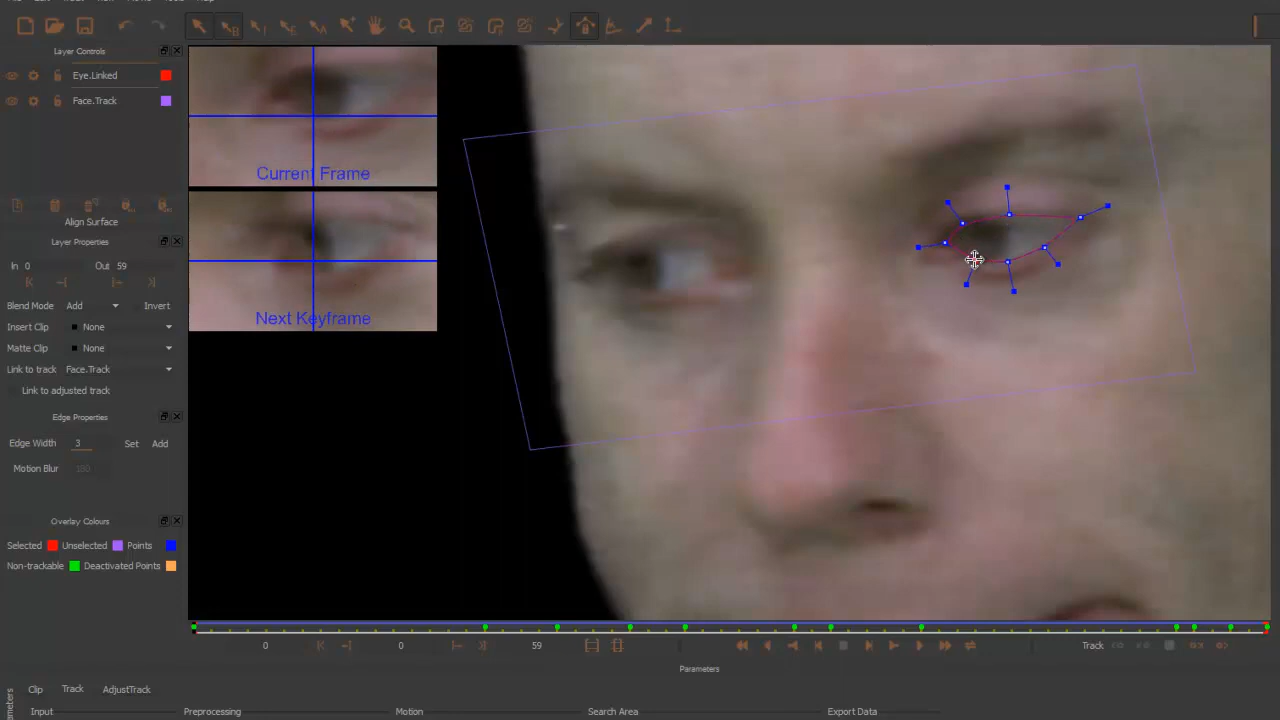 Layer Controls
Eye.Linked
Face.Track
Current Frame
Next Keyframe
Align Surface
Layer Properties
In 0 Out 59
Blend Mode Add Invert
Insert Clip None
Matte Clip None
Link to track Face.Track
Link to adjusted track
Edge Properties
Edge Width 3 Set Add
Motion Blur 180
Overlay Colours
Selected Unselected Points
Non-trackable Deactivated Points
0 0 59 Track
Parameters
Clip Track AdjustTrack
Input Preprocessing Motion Search Area Export Data